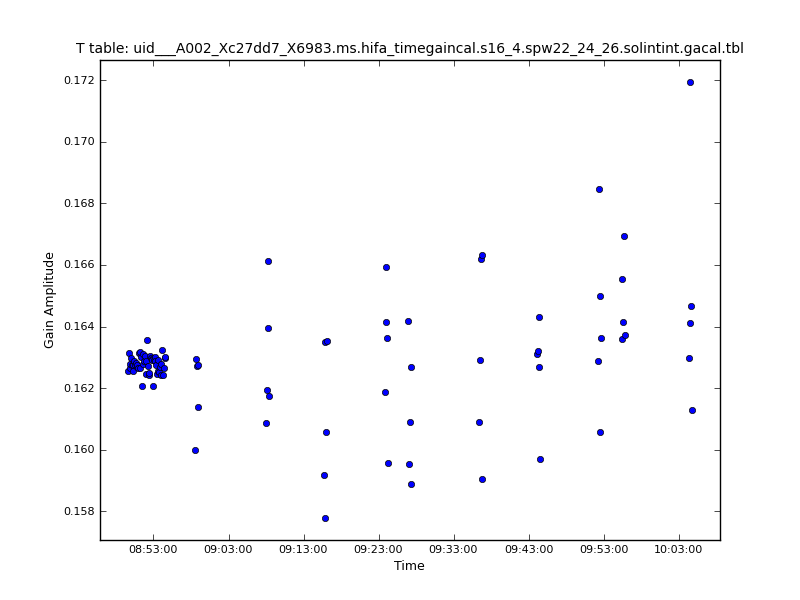 T table: uid___A002_Xc27dd7_X6983.ms.hifa_timegaincal.s16_4.spw22_24_26.solintint.gacal.tbl
0.172
0.170
0.168
0.166
0.164
0.162
0.160
0.158
Gain Amplitude
08:53:00 09:03:00 09:13:00 09:23:00 09:33:00 09:43:00 09:53:00 10:03:00
Time